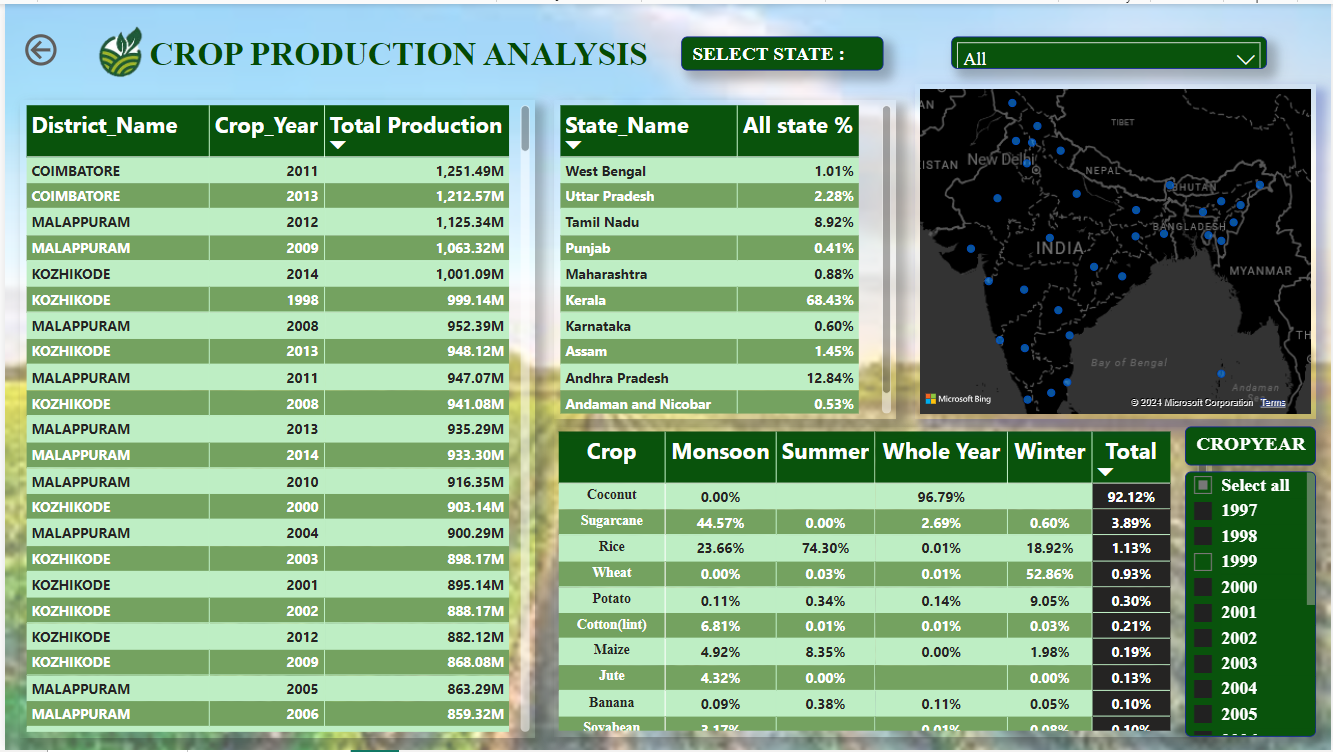 CROP PRODUCTION ANALYSIS
SELECT STATE :
All
District_Name Crop_Year Total Production
COIMBATORE 2011 1,251.49M
COIMBATORE 2013 1,212.57M
MALAPPURAM 2012 1,125.34M
MALAPPURAM 2009 1,063.32M
KOZHIKODE 2014 1,001.09M
KOZHIKODE 1998 999.14M
MALAPPURAM 2008 952.39M
KOZHIKODE 2013 948.12M
MALAPPURAM 2011 947.07M
KOZHIKODE 2008 941.08M
MALAPPURAM 2013 935.29M
MALAPPURAM 2014 933.30M
MALAPPURAM 2010 916.35M
KOZHIKODE 2000 903.14M
MALAPPURAM 2004 900.29M
KOZHIKODE 2003 898.17M
KOZHIKODE 2001 895.14M
KOZHIKODE 2002 888.17M
KOZHIKODE 2012 882.12M
KOZHIKODE 2009 868.08M
MALAPPURAM 2005 863.29M
MALAPPURAM 2006 859.32M
State_Name All state %
West Bengal 1.01%
Uttar Pradesh 2.28%
Tamil Nadu 8.92%
Punjab 0.41%
Maharashtra 0.88%
Kerala 68.43%
Karnataka 0.60%
Assam 1.45%
Andhra Pradesh 12.84%
Andaman and Nicobar 0.53%
AN
TIBET
ISTAN
New Delhi
NEPAL
BHUTAN
BANGLADESH
INDIA
MYANMAR
TH
Bay of Bengal
Andaman
Microsoft Bing
© 2024 Microsoft Corporation Terms
Crop Monsoon Summer Whole Year Winter Total
Coconut 0.00% 96.79% 92.12%
Sugarcane 44.57% 0.00% 2.69% 0.60% 3.89%
Rice 23.66% 74.30% 0.01% 18.92% 1.13%
Wheat 0.00% 0.03% 0.01% 52.86% 0.93%
Potato 0.11% 0.34% 0.14% 9.05% 0.30%
Cotton(lint) 6.81% 0.01% 0.01% 0.03% 0.21%
Maize 4.92% 8.35% 0.00% 1.98% 0.19%
Jute 4.32% 0.00% 0.00% 0.13%
Banana 0.09% 0.38% 0.11% 0.05% 0.10%
Soyabean 3.17% 0.01% 0.08% 0.10%
CROPYEAR
Select all
1997
1998
1999
2000
2001
2002
2003
2004
2005